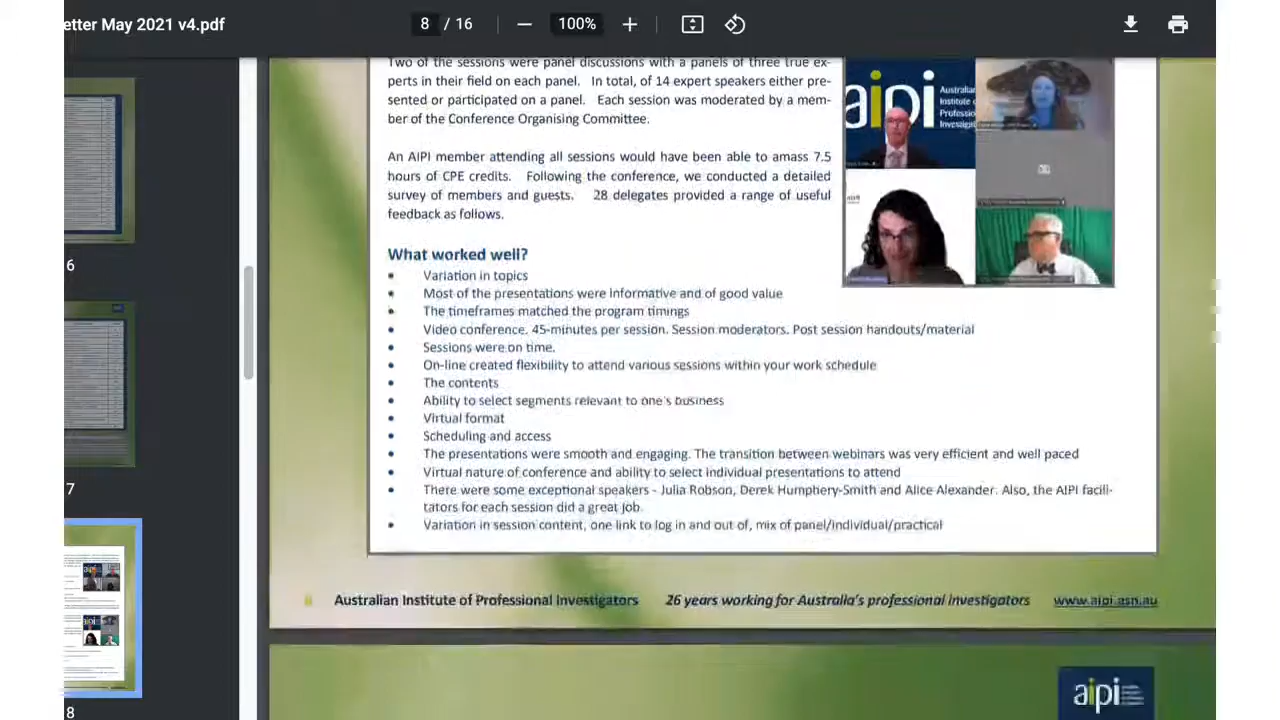 etter May 2021 v4.pdf
8 / 16
100%
6
7
8
Two of the sessions were panel discussions with a panels of three true ex-
perts in their field on each panel. In total, of 14 expert speakers either pre-
sented or participated on a panel. Each session was moderated by a mem-
ber of the Conference Organising Committee.
An AIPI member attending all sessions would have been able to amass 7.5
hours of CPE credits. Following the conference, we conducted a detailed
survey of members and guests. 28 delegates provided a range of useful
feedback as follows.
aipi
Australian
Institute o
Professio
Investiga
What worked well?
• Variation in topics
• Most of the presentations were informative and of good value
• The timeframes matched the program timings
• Video conference. 45-minutes per session. Session moderators. Post session handouts/material
• Sessions were on time.
• On-line created flexibility to attend various sessions within your work schedule
• The contents
• Ability to select segments relevant to one's business
• Virtual format
• Scheduling and access
• The presentations were smooth and engaging. The transition between webinars was very efficient and well paced
• Virtual nature of conference and ability to select individual presentations to attend
• There were some exceptional speakers - Julia Robson, Derek Humphery-Smith and Alice Alexander. Also, the AIPI facili-
tators for each session did a great job.
• Variation in session content, one link to log in and out of, mix of panel/individual/practical
8 Australian Institute of Professional Investigators 26 years working for Australia's professional investigators www.aipi.asn.au
aipi